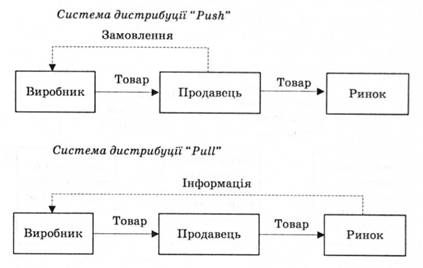 Система дистрибуції “Push”
Замовлення
Товар Товар
Виробник Продавець Ринок
Система дистрибуції “Pull”
Інформація
Товар Товар
Виробник Продавець Ринок